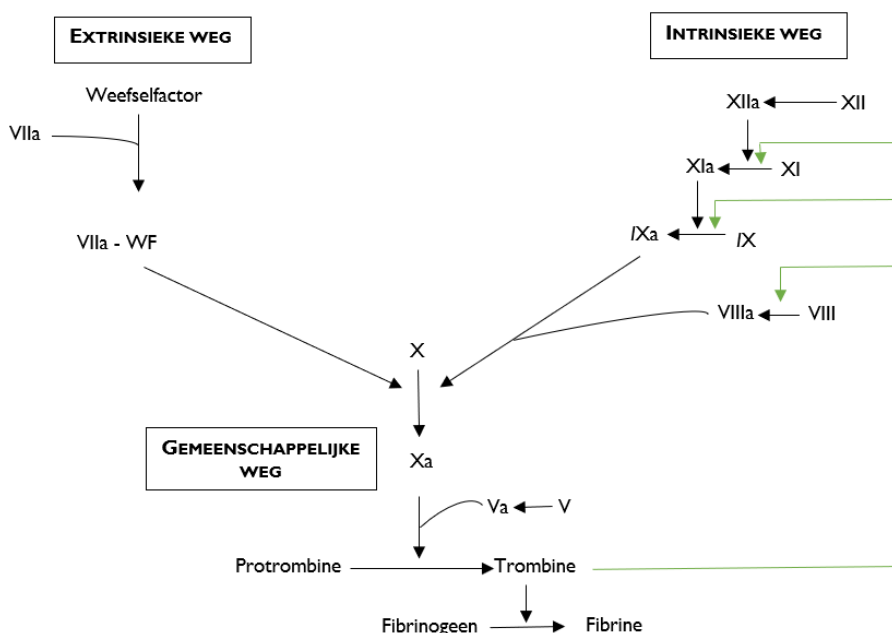 EXTRINSIEKE WEG
INTRINSIEKE WEG
Weefselfactor
XIIa
XII
VIIa
XIa
XI
VIIa - WF
IXa
IX
VIIIa
VIII
X
GEMEENSCHAPPELIJKE
WEG
Xa
Va
V
Protrombine
Trombine
Fibrinogeen
Fibrine